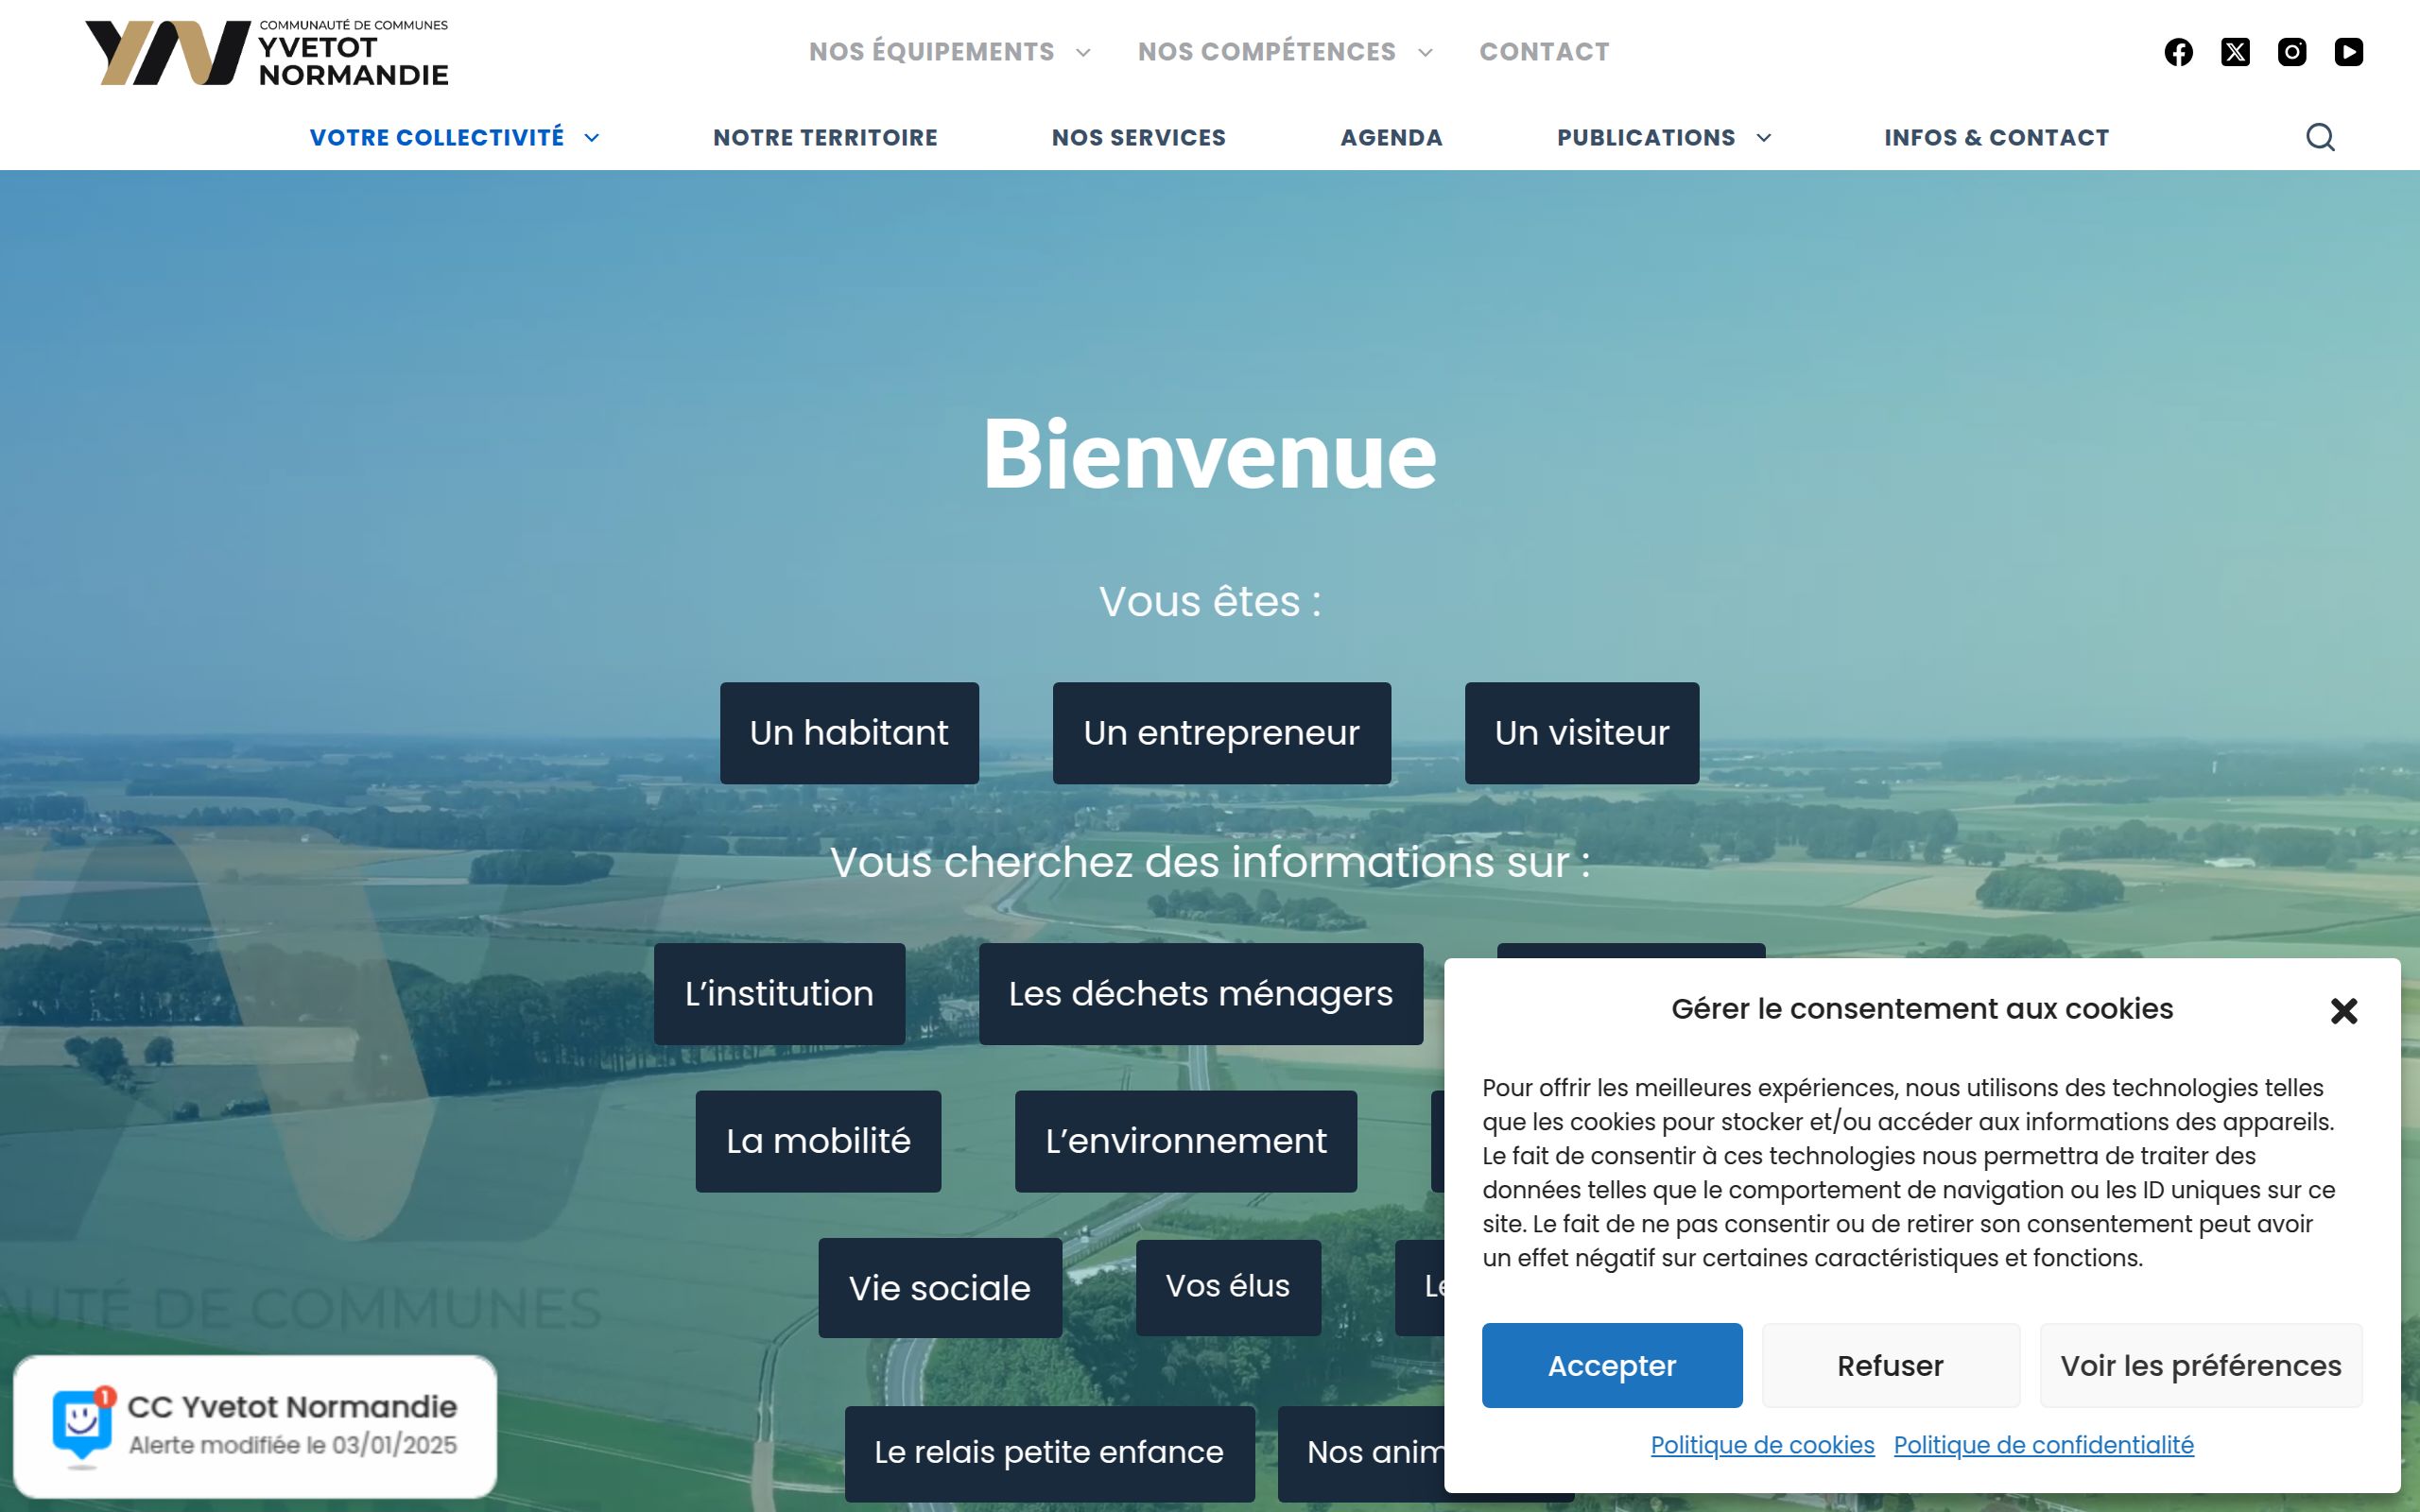 COMMUNAUTÉ DE COMMUNES
YVETOT
NORMANDIE
NOS ÉQUIPEMENTS
NOS COMPÉTENCES
CONTACT
VOTRE COLLECTIVITÉ
NOTRE TERRITOIRE
NOS SERVICES
AGENDA
PUBLICATIONS
INFOS & CONTACT
Bienvenue
Vous êtes :
Un habitant
Un entrepreneur
Un visiteur
Vous cherchez des informations sur :
L’institution
Les déchets ménagers
La mobilité
L’environnement
Vie sociale
Vos élus
Le relais petite enfance
Nos
DE COMMUNES
1
CC Yvetot Normandie
Alerte modifiée le 03/01/2025
Gérer le consentement aux cookies
Pour offrir les meilleures expériences, nous utilisons des technologies telles
que les cookies pour stocker et/ou accéder aux informations des appareils.
Le fait de consentir à ces technologies nous permettra de traiter des
données telles que le comportement de navigation ou les ID uniques sur ce
site. Le fait de ne pas consentir ou de retirer son consentement peut avoir
un effet négatif sur certaines caractéristiques et fonctions.
Accepter
Refuser
Voir les préférences
Politique de cookies
Politique de confidentialité